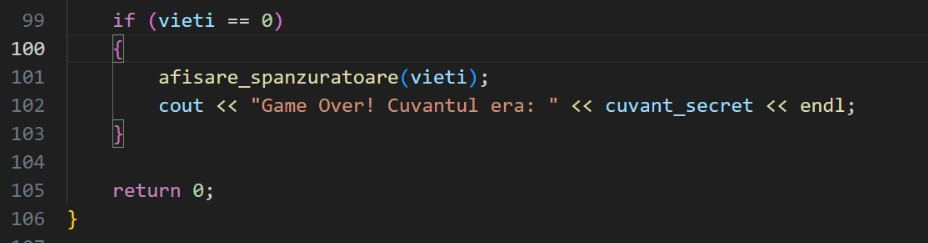 99 if (vieti == 0)
100 {
101 afisare_spanzuratoare(vieti);
102 cout << "Game Over! Cuvantul era: " << cuvant_secret << endl;
103 }
104
105 return 0;
106 }